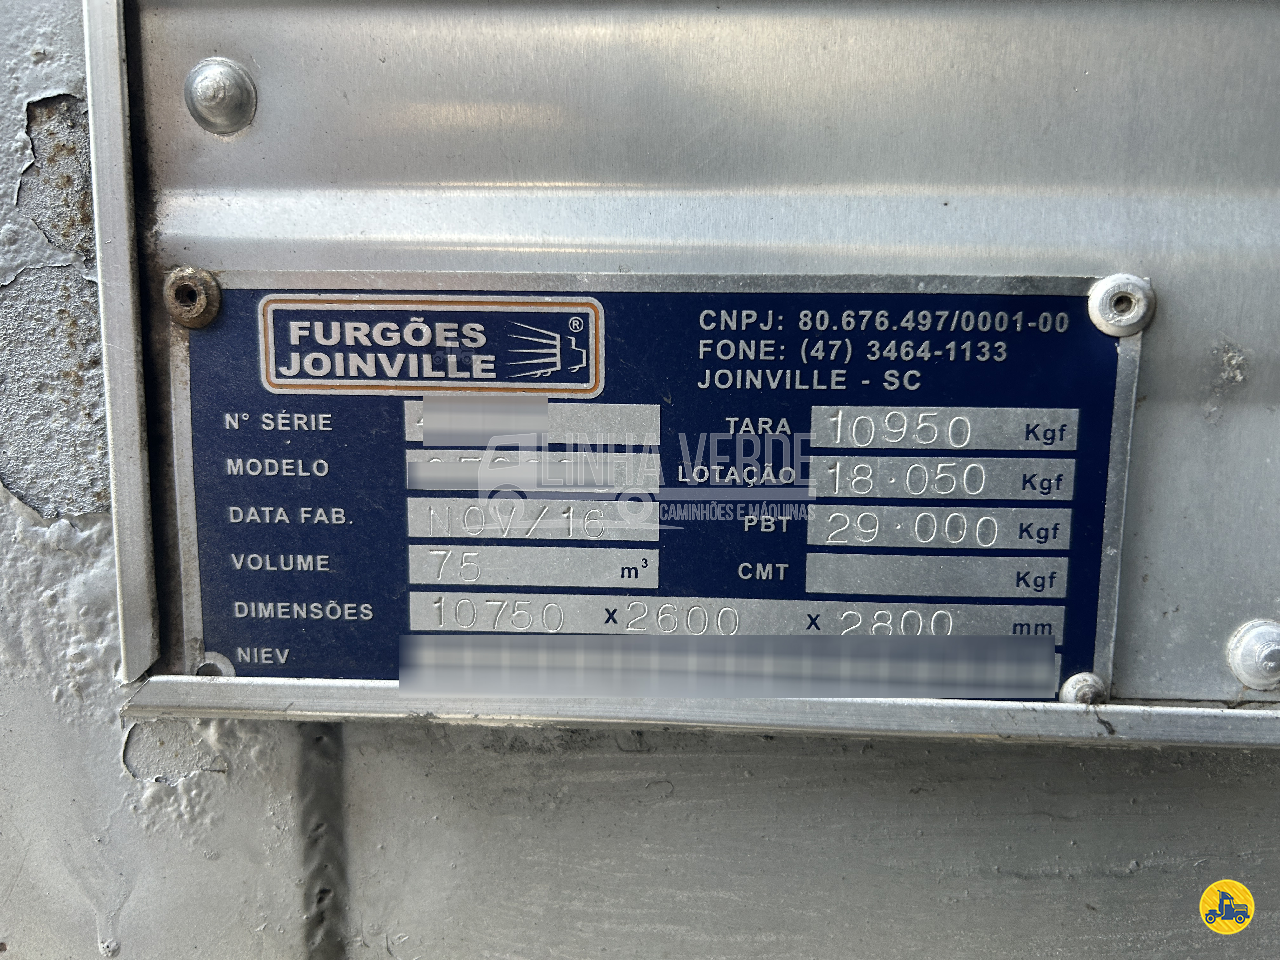 FURGÕES
JOINVILLE ®
CNPJ: 80.676.497/0001-00
FONE: (47) 3464-1133
JOINVILLE - SC
N° SÉRIE
TARA 10950 Kgf
MODELO
LOTAÇÃO 18.050 Kgf
DATA FAB. NOV/16
PBT 29.000 Kgf
VOLUME 75 m³
CMT Kgf
DIMENSÕES 10750 x 2600 x 2800 mm
NIEV
LINHA VERDE
CAMINHÕES E MÁQUINAS